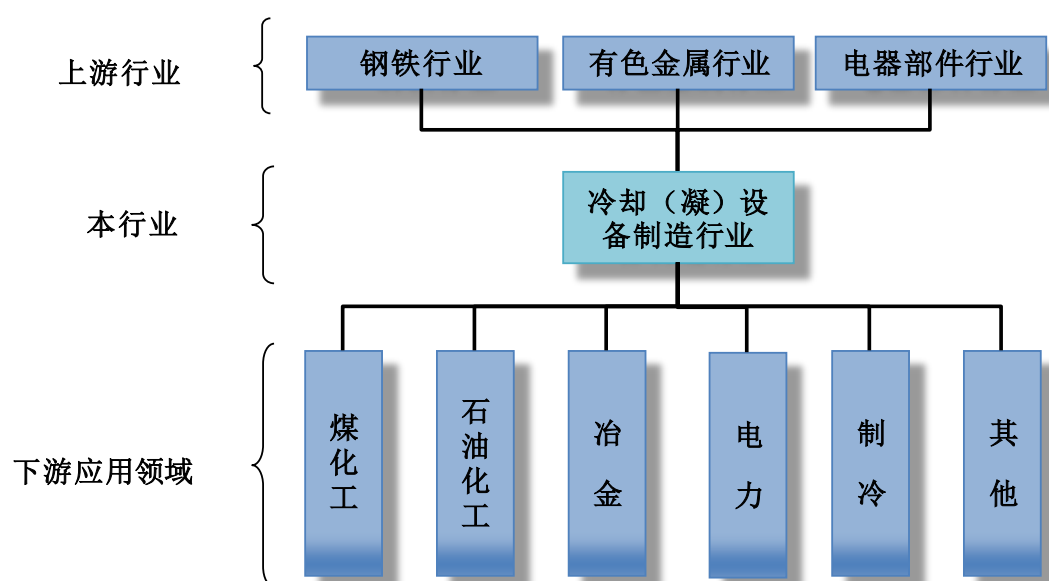 上游行业
钢铁行业
有色金属行业
电器部件行业
本行业
冷却（凝）设
备制造行业
下游应用领域
煤化工
石油化工
冶金
电力
制冷
其他